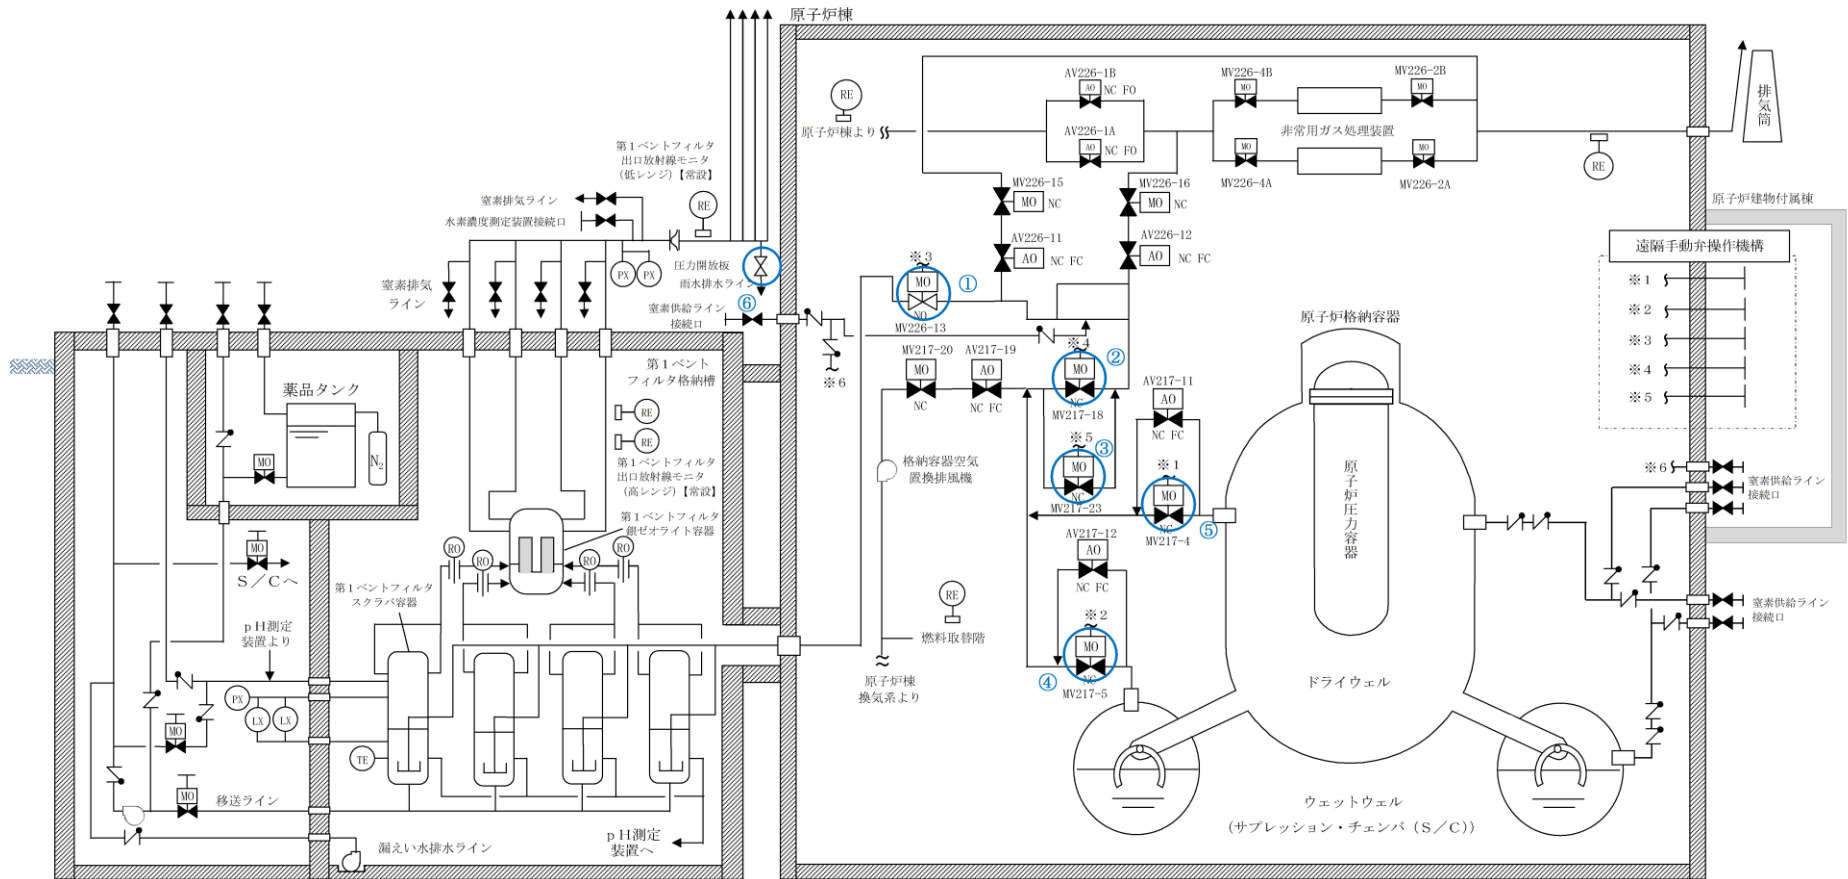 原子炉棟
RE
原子炉棟より
AV226-1B
AO
NC FO
AV226-1A
AO
NC FO
MV226-4B
MO
MV226-2B
MO
非常用ガス処理装置
MO
MV226-4A
MO
MV226-2A
排気筒
RE
MV226-15
MO
NC
MV226-16
MO
NC
AV226-11
AO
NC FC
AV226-12
AO
NC FC
原子炉建物付属棟
遠隔手動弁操作機構
※1
※2
※3
※4
※5
※6
窒素供給ライン
接続口
窒素供給ライン
接続口
第1ベントフィルタ
出口放射線モニタ
(低レンジ)【常設】
RE
窒素排気ライン
水素濃度測定装置接続口
PX
PX
圧力開放板
雨水排水ライン
⑥
窒素供給ライン
接続口
※6
窒素排気
ライン
※3
MO
①
NO
MV226-13
MV217-20
MO
NC
AV217-19
AO
NC FC
※4
MO
②
NC
MV217-18
※5
MO
③
NC
MV217-23
AV217-11
AO
NC FC
※1
MO
NC
⑤
MV217-4
AV217-12
AO
NC FC
※2
MO
NC
④
MV217-5
格納容器空気
置換排風機
RE
燃料取替階
原子炉棟
換気系より
原子炉格納容器
原子炉圧力容器
ドライウェル
ウェットウェル
(サプレッション・チェンバ(S/C))
第1ベント
フィルタ格納槽
RE
RE
第1ベントフィルタ
出口放射線モニタ
(高レンジ)【常設】
第1ベントフィルタ
銀ゼオライト容器
RO
RO
RO
RO
第1ベントフィルタ
スクラバ容器
薬品タンク
N2
MO
MO
S/Cへ
pH測定
装置より
PX
LX
LX
MO
TE
MO
移送ライン
漏えい水排水ライン
pH測定
装置へ